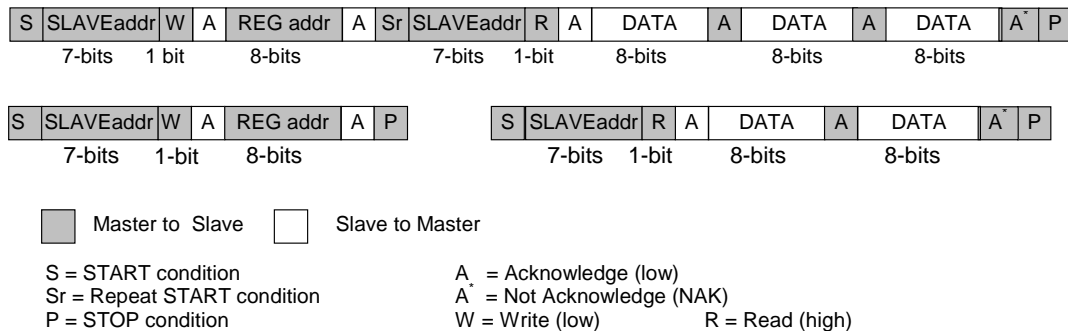 S SLAVEaddr W A REG addr A Sr SLAVEaddr R A DATA A DATA A DATA A* P
7-bits 1 bit 8-bits 7-bits 1-bit 8-bits 8-bits 8-bits
S SLAVEaddr W A REG addr A P S SLAVEaddr R A DATA A DATA A* P
7-bits 1-bit 8-bits 7-bits 1-bit 8-bits 8-bits
Master to Slave Slave to Master
S = START condition A = Acknowledge (low)
Sr = Repeat START condition A* = Not Acknowledge (NAK)
P = STOP condition W = Write (low) R = Read (high)